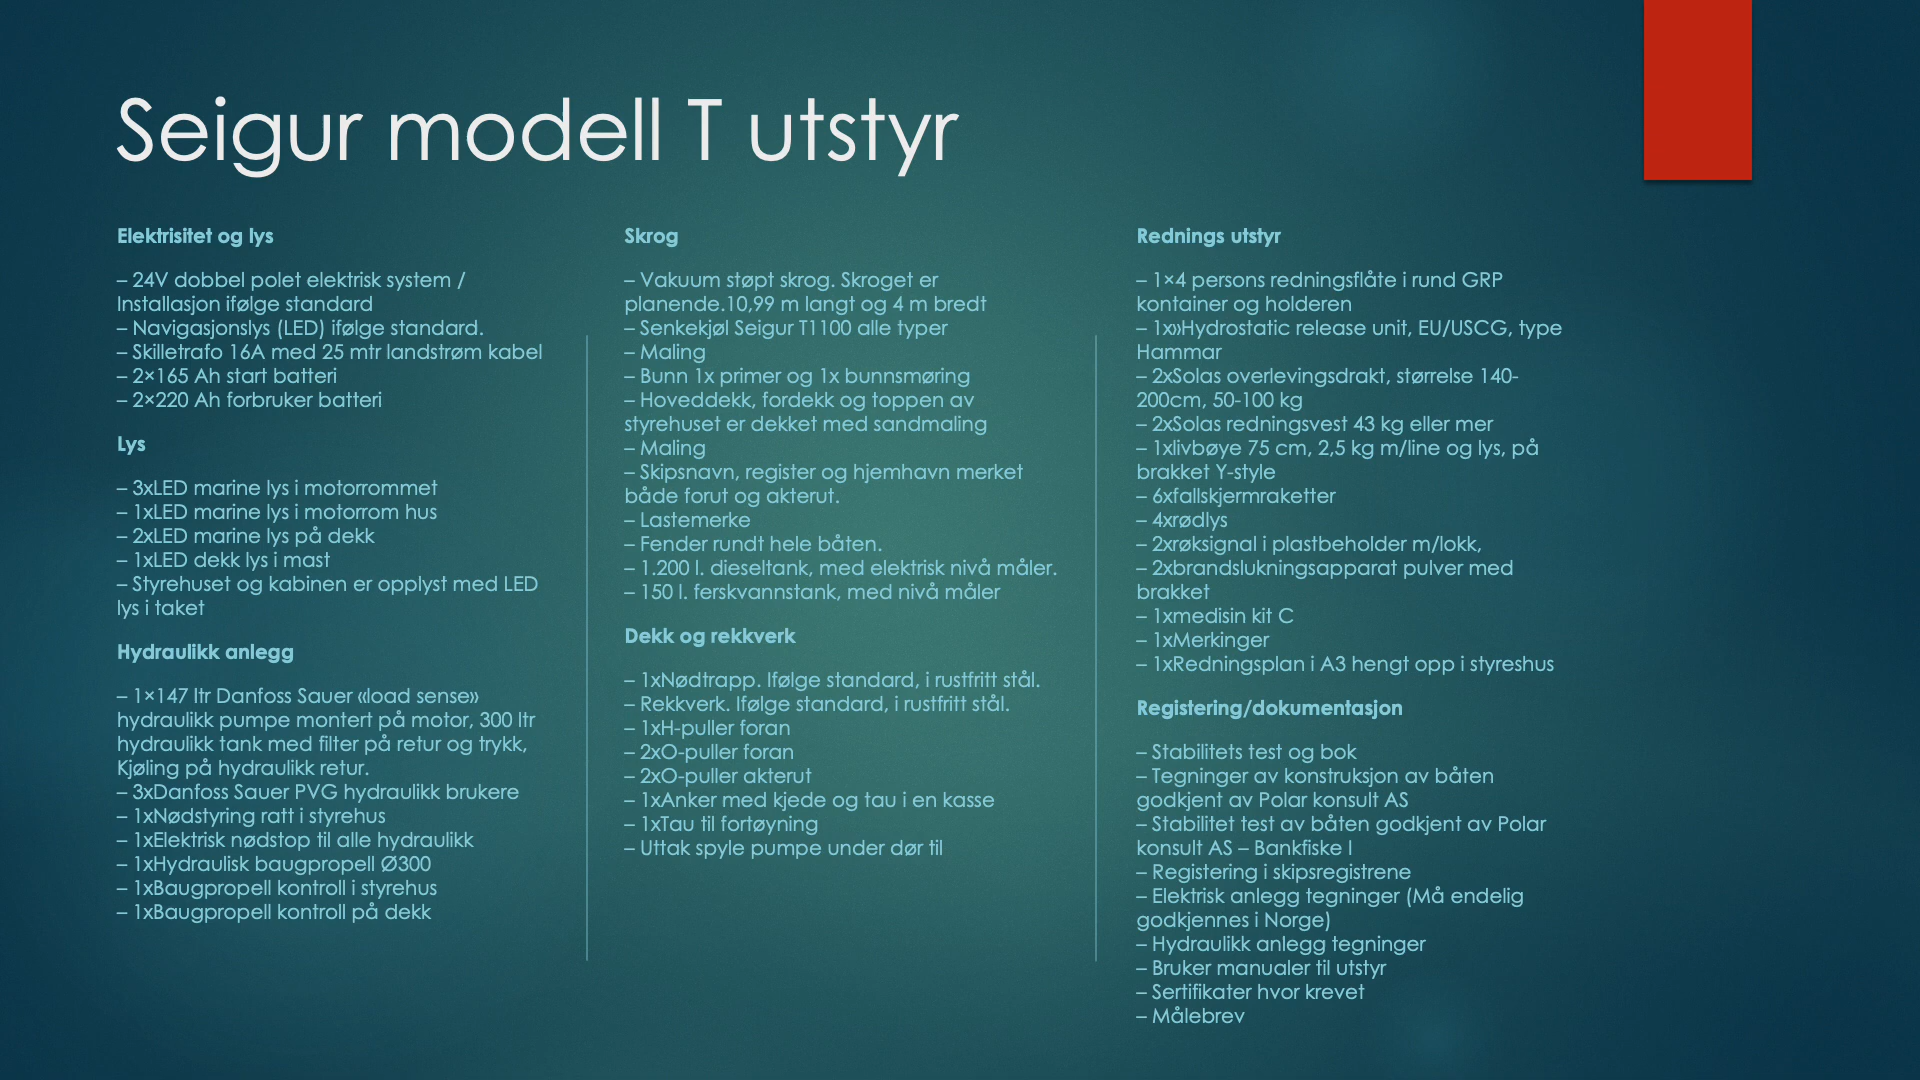 Seigur modell T utstyr
Elektrisitet og lys
– 24V dobbel polet elektrisk system /
Installasjon ifølge standard
– Navigasjonslys (LED) ifølge standard.
– Skilletrafo 16A med 25 mtr landstrøm kabel
– 2×165 Ah start batteri
– 2×220 Ah forbruker batteri
Lys
– 3xLED marine lys i motorrommet
– 1xLED marine lys i motorrom hus
– 2xLED marine lys på dekk
– 1xLED dekk lys i mast
– Styrehuset og kabinen er opplyst med LED
lys i taket
Hydraulikk anlegg
– 1×147 ltr Danfoss Sauer «load sense»
hydraulikk pumpe montert på motor, 300 ltr
hydraulikk tank med filter på retur og trykk,
Kjøling på hydraulikk retur.
– 3xDanfoss Sauer PVG hydraulikk brukere
– 1xNødstyring ratt i styrehus
– 1xElektrisk nødstop til alle hydraulikk
– 1xHydraulisk baugpropell Ø300
– 1xBaugpropell kontroll i styrehus
– 1xBaugpropell kontroll på dekk
Skrog
– Vakuum støpt skrog. Skroget er
planende.10,99 m langt og 4 m bredt
– Senkekjøl Seigur T1100 alle typer
– Maling
– Bunn 1x primer og 1x bunnsmøring
– Hoveddekk, fordekk og toppen av
styrehuset er dekket med sandmaling
– Maling
– Skipsnavn, register og hjemhavn merket
både forut og akterut.
– Lastemerke
– Fender rundt hele båten.
– 1.200 l. dieseltank, med elektrisk nivå måler.
– 150 l. ferskvannstank, med nivå måler
Dekk og rekkverk
– 1xNødtrapp. Ifølge standard, i rustfritt stål.
– Rekkverk. Ifølge standard, i rustfritt stål.
– 1xH-puller foran
– 2xO-puller foran
– 2xO-puller akterut
– 1xAnker med kjede og tau i en kasse
– 1xTau til fortøyning
– Uttak spyle pumpe under dør til
Rednings utstyr
– 1×4 persons redningsflåte i rund GRP
kontainer og holderen
– 1x»Hydrostatic release unit, EU/USCG, type
Hammar
– 2xSolas overlevingsdrakt, størrelse 140-
200cm, 50-100 kg
– 2xSolas redningsvest 43 kg eller mer
– 1xlivbøye 75 cm, 2,5 kg m/line og lys, på
brakket Y-style
– 6xfallskjermraketter
– 4xrødlys
– 2xrøksignal i plastbeholder m/lokk,
– 2xbrandslukningsapparat pulver med
brakket
– 1xmedisin kit C
– 1xMerkinger
– 1xRedningsplan i A3 hengt opp i styreshus
Registering/dokumentasjon
– Stabilitets test og bok
– Tegninger av konstruksjon av båten
godkjent av Polar konsult AS
– Stabilitet test av båten godkjent av Polar
konsult AS – Bankfiske I
– Registering i skipsregistrene
– Elektrisk anlegg tegninger (Må endelig
godkjennes i Norge)
– Hydraulikk anlegg tegninger
– Bruker manualer til utstyr
– Sertifikater hvor krevet
– Målebrev